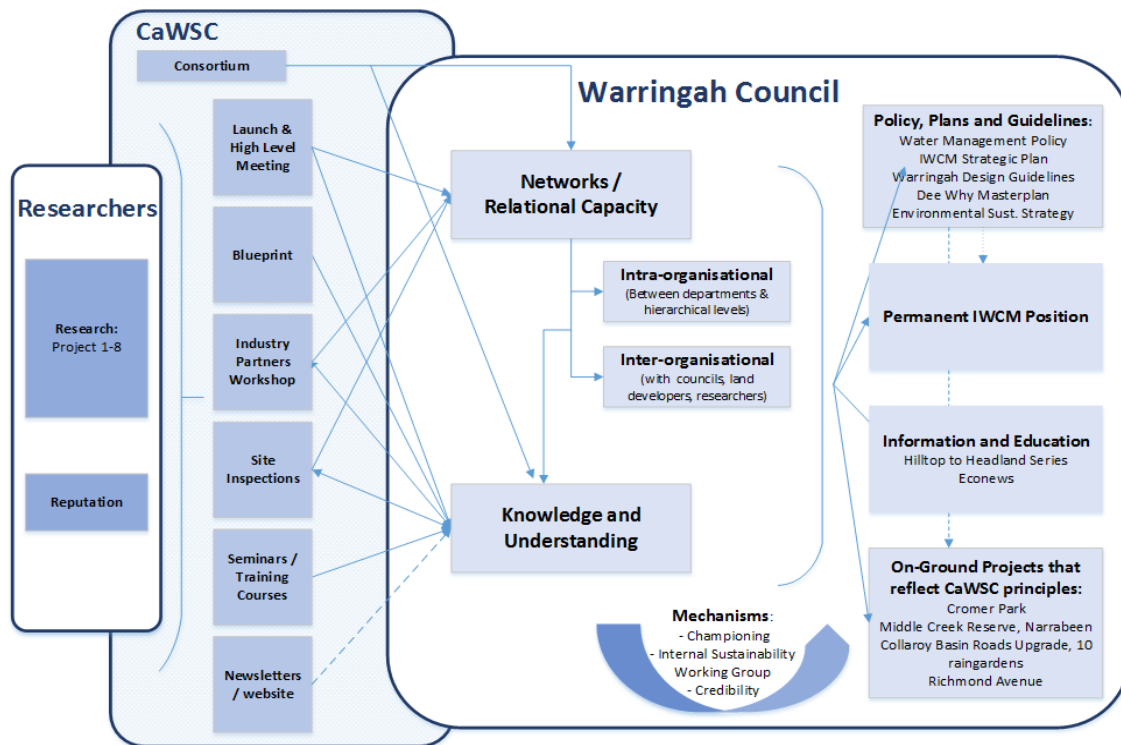 CaWSC
Consortium
Launch &
High Level
Meeting
Blueprint
Industry
Partners
Workshop
Site
Inspections
Seminars /
Training
Courses
Newsletters
/ website
Researchers
Research:
Project 1-8
Reputation
Warringah Council
Networks /
Relational Capacity
Intra-organisational
(Between departments &
hierarchical levels)
Inter-organisational
(with councils, land
developers, researchers)
Knowledge and
Understanding
Mechanisms:
- Championing
- Internal Sustainability
Working Group
- Credibility
Policy, Plans and Guidelines:
Water Management Policy
IWCM Strategic Plan
Warringah Design Guidelines
Dee Why Masterplan
Environmental Sust. Strategy
Permanent IWCM Position
Information and Education
Hilltop to Headland Series
Econews
On-Ground Projects that
reflect CaWSC principles:
Cromer Park
Middle Creek Reserve, Narrabeen
Collaroy Basin Roads Upgrade, 10
raingardens
Richmond Avenue